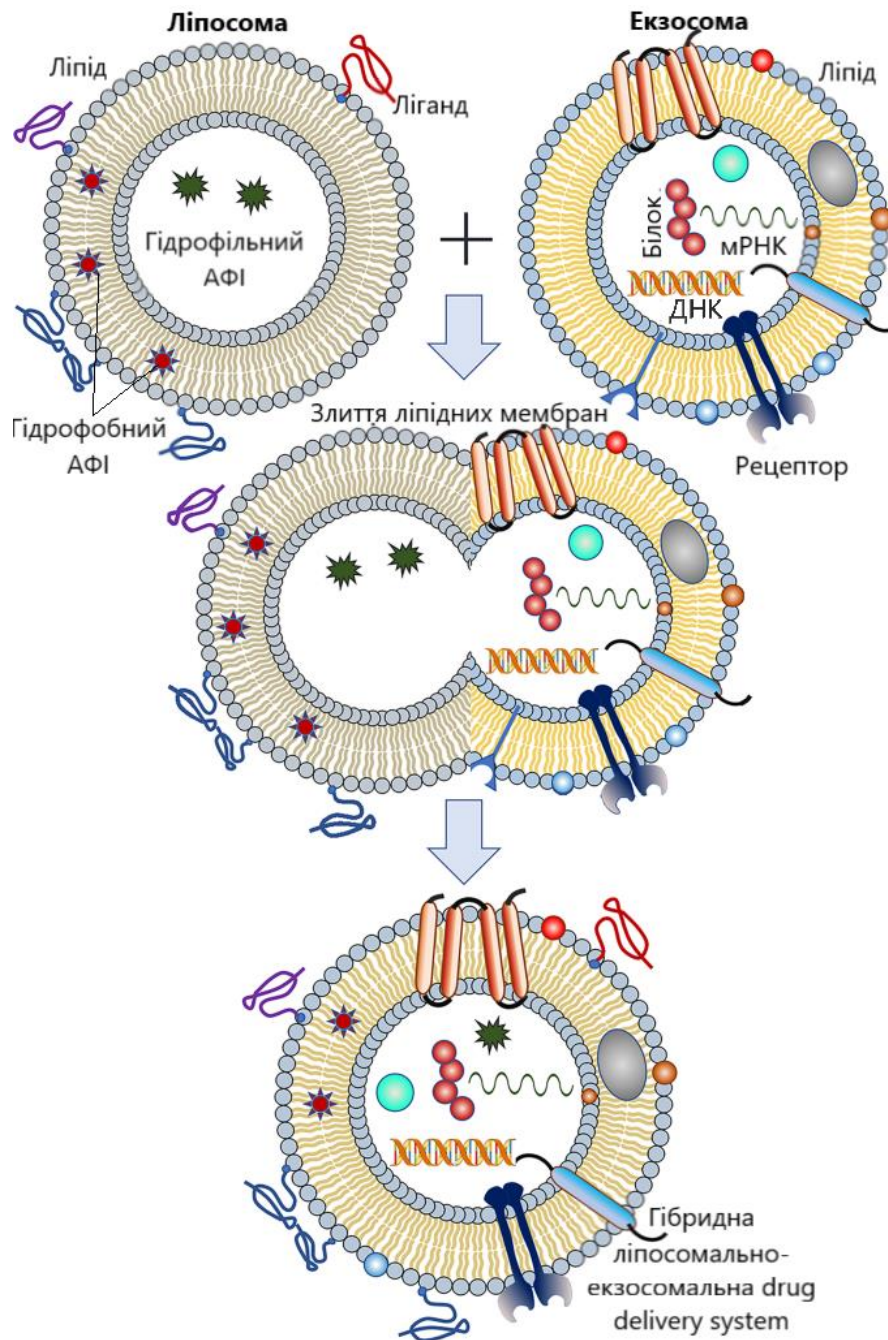 Ліпосома
Екзосома
Ліпід
Ліганд
Ліпід
Гідрофільний
АФІ
Білок.
мРНК
ДНК
Гідрофобний
АФІ
Злиття ліпідних мембран
Рецептор
Гібридна
ліпосомально-
екзосомальна drug
delivery system